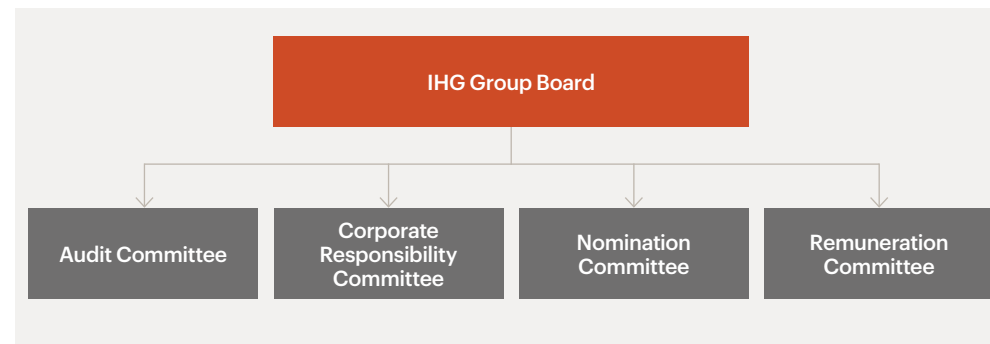 IHG Group Board
Audit Committee
Corporate
Responsibility
Committee
Nomination
Committee
Remuneration
Committee